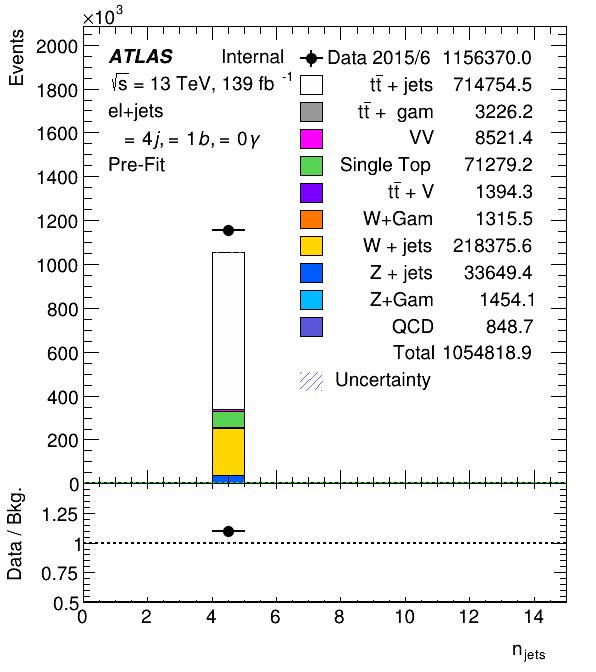 ×10³
Events
2000
1800
1600
1400
1200
1000
800
600
400
200
0
ATLAS Internal
√s = 13 TeV, 139 fb⁻¹
el+jets
= 4j, = 1b, = 0γ
Pre-Fit
Data 2015/6 1156370.0
tt̄ + jets 714754.5
tt̄ + gam 3226.2
VV 8521.4
Single Top 71279.2
tt̄ + V 1394.3
W+Gam 1315.5
W + jets 218375.6
Z + jets 33649.4
Z+Gam 1454.1
QCD 848.7
Total 1054818.9
Uncertainty
Data / Bkg.
1.25
1
0.75
0.5
0 2 4 6 8 10 12 14
n_jets